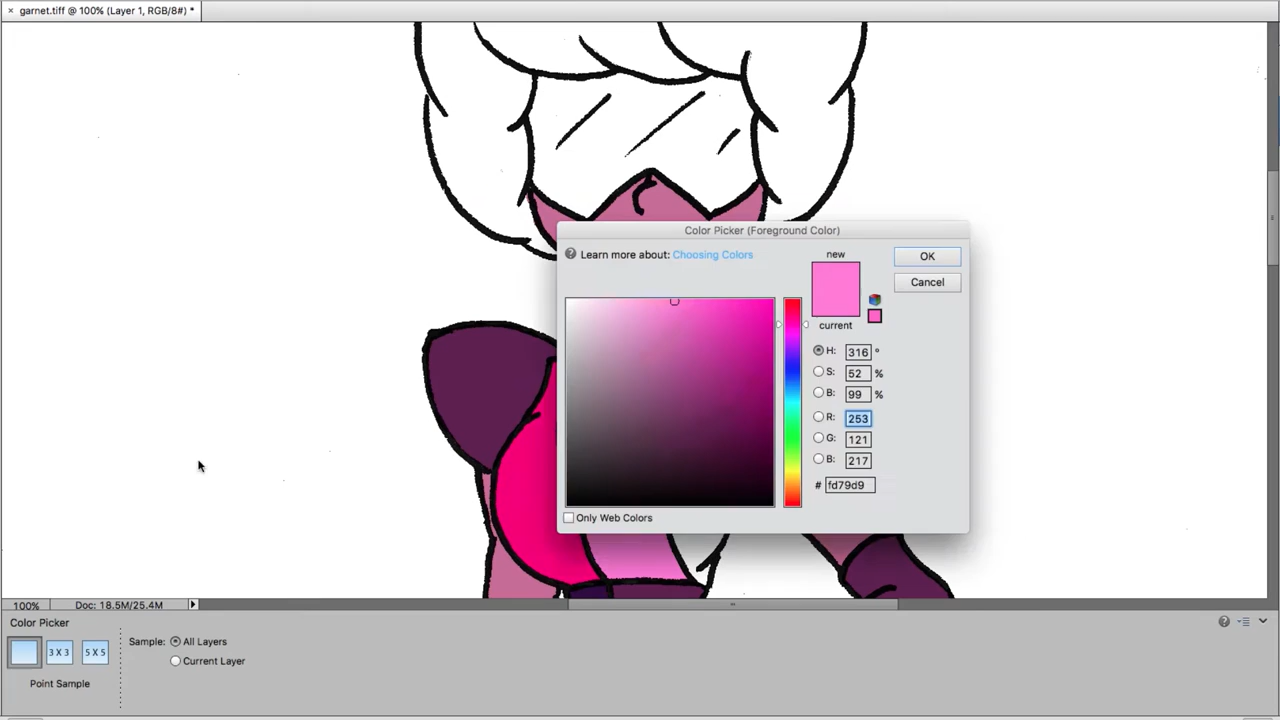 × garnet.tiff @ 100% (Layer 1, RGB/8#) *
Color Picker (Foreground Color)
? Learn more about: Choosing Colors
new
OK
Cancel
current
H: 316 °
S: 52 %
B: 99 %
R: 253
G: 121
B: 217
# fd79d9
Only Web Colors
100% Doc: 18.5M/25.4M
Color Picker
Sample: All Layers
3 X 3 5 X 5
Current Layer
Point Sample